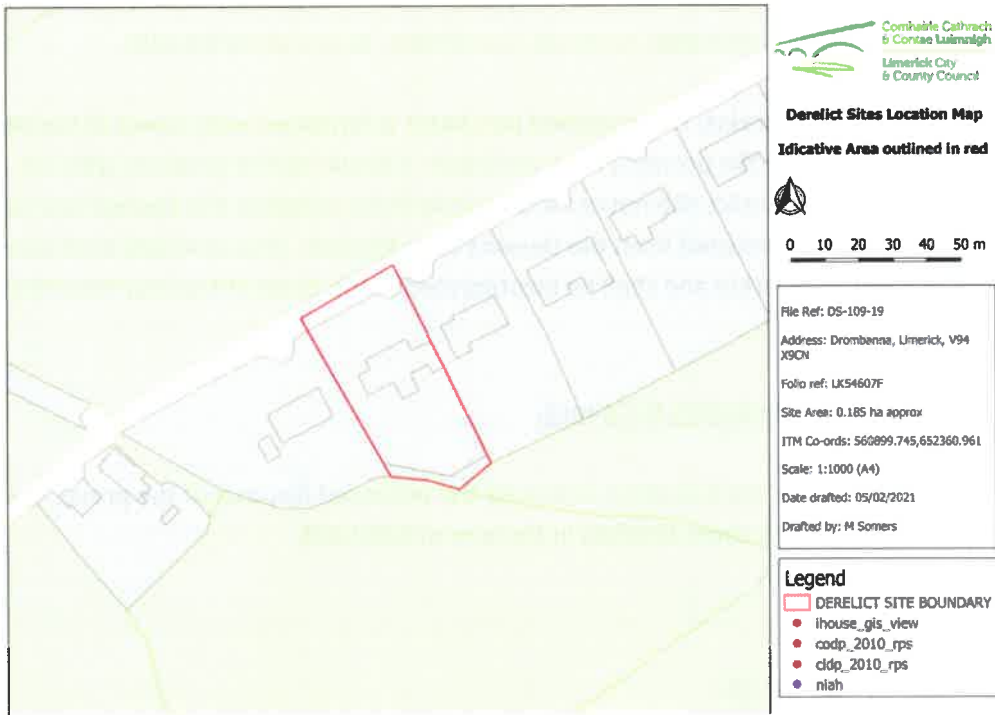 Comhairle Cathrach
& Contae Luimnigh
Limerick City
& County Council
Derelict Sites Location Map
Idicative Area outlined in red
0 10 20 30 40 50 m
File Ref: DS-109-19
Address: Drombanna, Limerick, V94
X9CN
Folio ref: LK54607F
Site Area: 0.185 ha approx
ITM Co-ords: 560899.745,652360.961
Scale: 1:1000 (A4)
Date drafted: 05/02/2021
Drafted by: M Somers
Legend
DERELICT SITE BOUNDARY
ihouse_gis_view
codp_2010_rps
cldp_2010_rps
niah